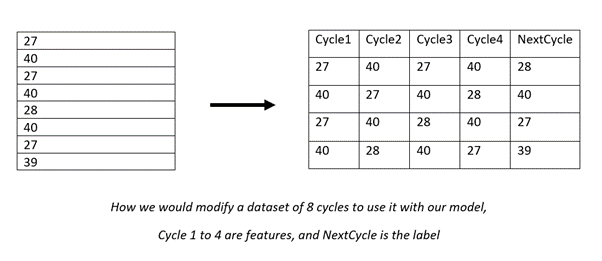 27
40
27
40
28
40
27
39
Cycle1 Cycle2 Cycle3 Cycle4 NextCycle
27 40 27 40 28
40 27 40 28 40
27 40 28 40 27
40 28 40 27 39
How we would modify a dataset of 8 cycles to use it with our model,
Cycle 1 to 4 are features, and NextCycle is the label